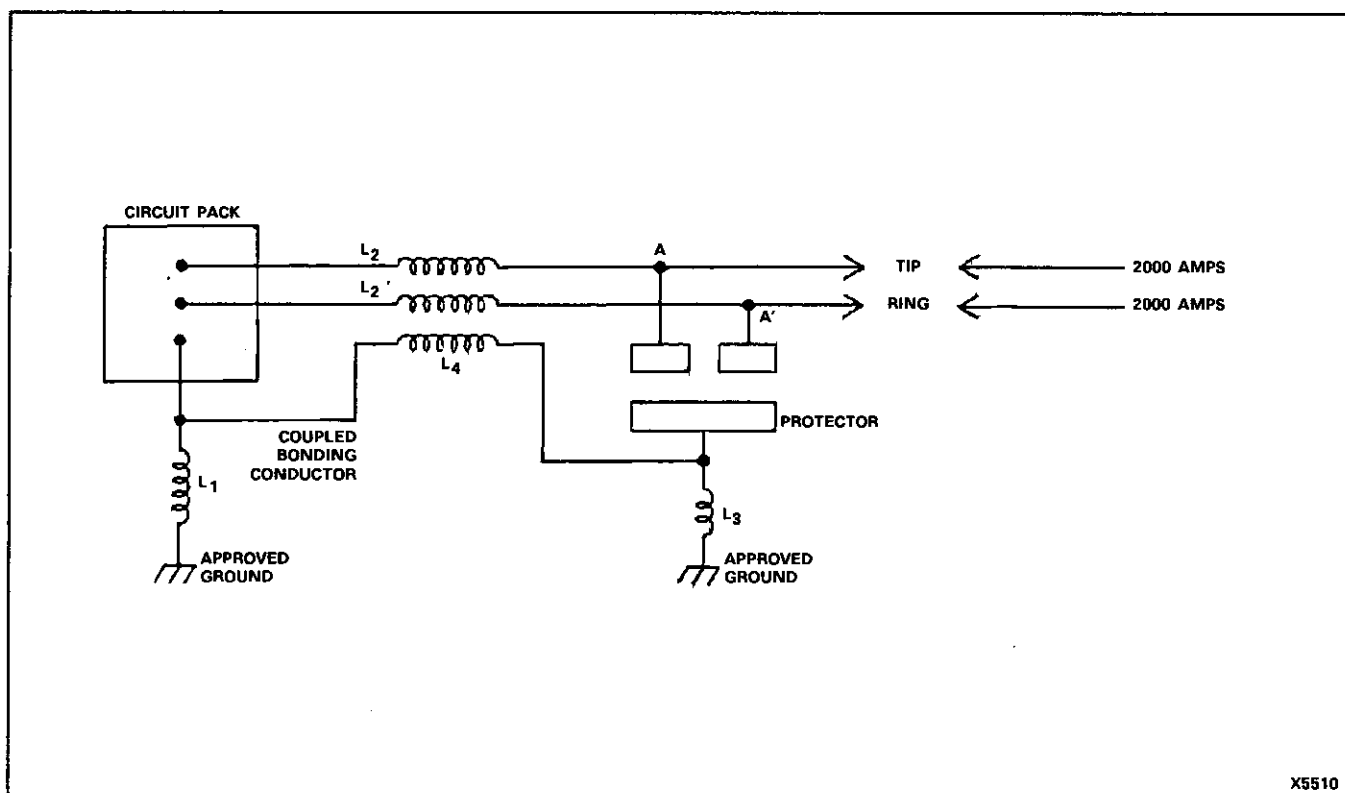 CIRCUIT PACK
L2
A
TIP
2000 AMPS
L2'
RING
2000 AMPS
A'
L4
PROTECTOR
COUPLED
BONDING
CONDUCTOR
L1
L3
APPROVED
GROUND
APPROVED
GROUND
X5510